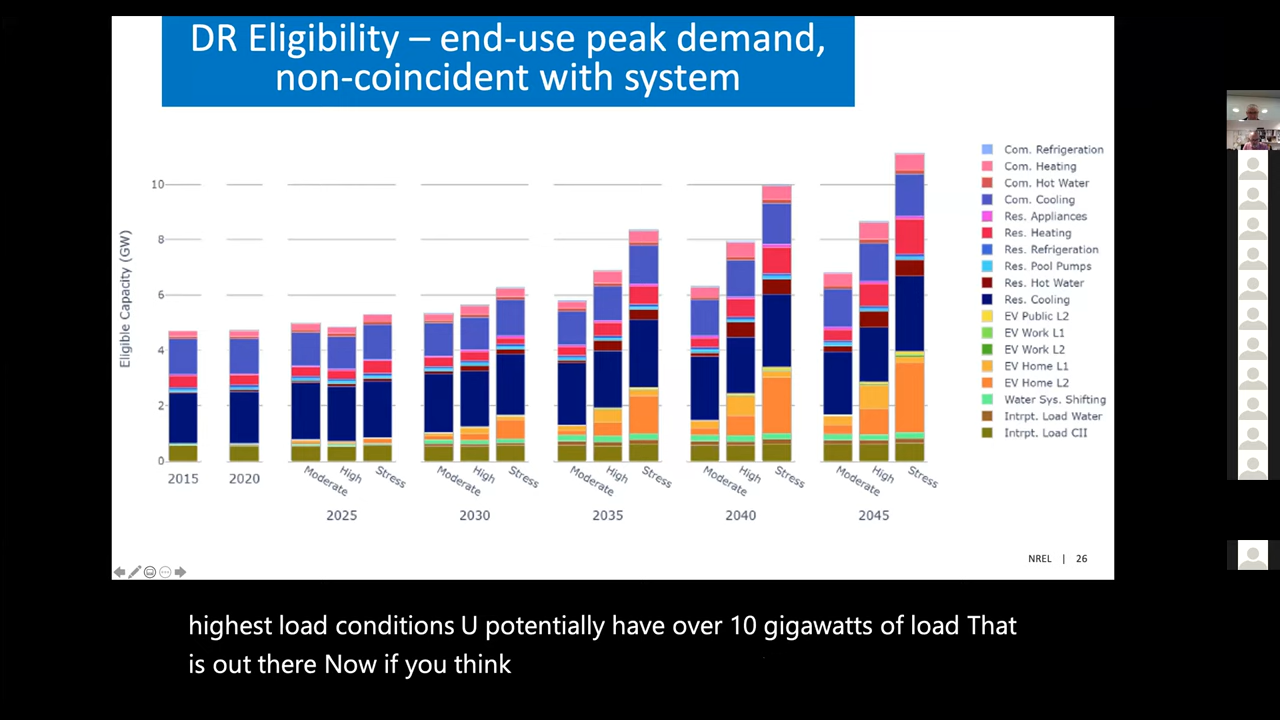 DR Eligibility – end-use peak demand,
non-coincident with system
Eligible Capacity (GW)
10
8
6
4
2
0
2015
2020
Moderate
High
Stress
2025
Moderate
High
Stress
2030
Moderate
High
Stress
2035
Moderate
High
Stress
2040
Moderate
High
Stress
2045
Com. Refrigeration
Com. Heating
Com. Hot Water
Com. Cooling
Res. Appliances
Res. Heating
Res. Refrigeration
Res. Pool Pumps
Res. Hot Water
Res. Cooling
EV Public L2
EV Work L1
EV Work L2
EV Home L1
EV Home L2
Water Sys. Shifting
Intrpt. Load Water
Intrpt. Load CII
NREL | 26
highest load conditions U potentially have over 10 gigawatts of load That
is out there Now if you think